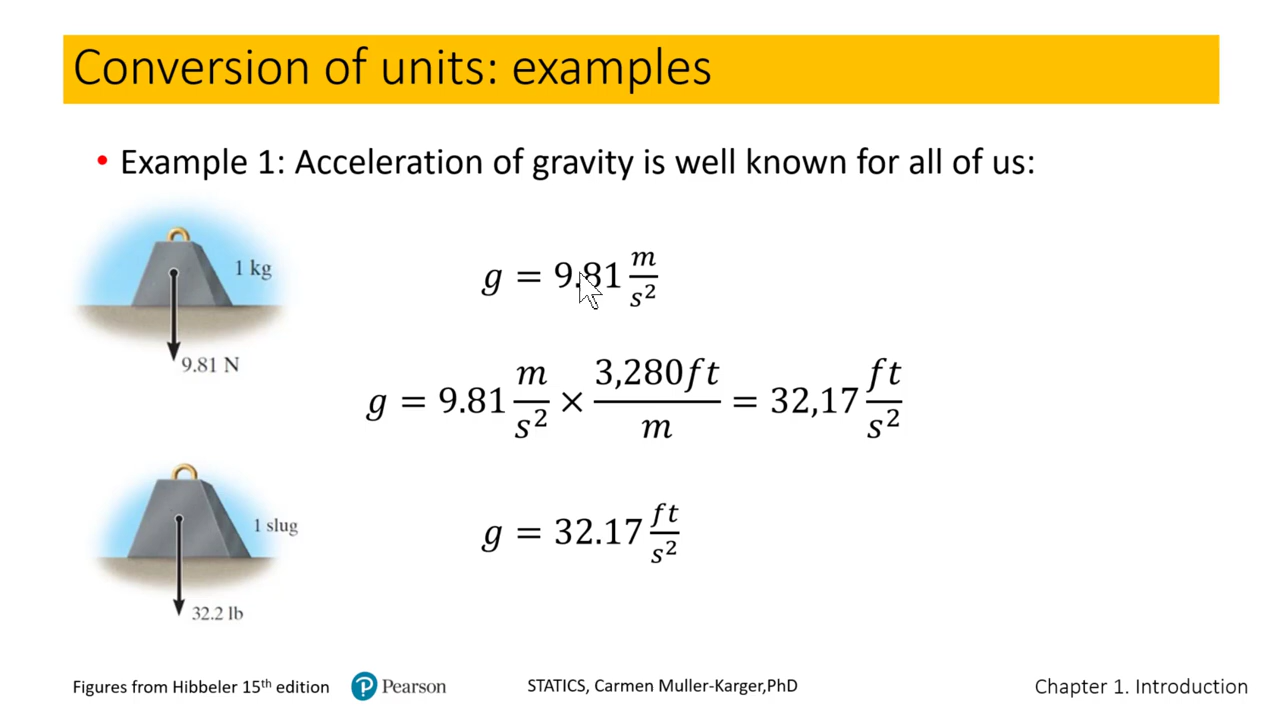 Conversion of units: examples
• Example 1: Acceleration of gravity is well known for all of us:
1 kg
g = 9.81 m/s²
9.81 N
g = 9.81 m/s² × 3,280ft/m = 32,17 ft/s²
1 slug
g = 32.17 ft/s²
32.2 lb
Figures from Hibbeler 15th edition
P Pearson
STATICS, Carmen Muller-Karger,PhD
Chapter 1. Introduction